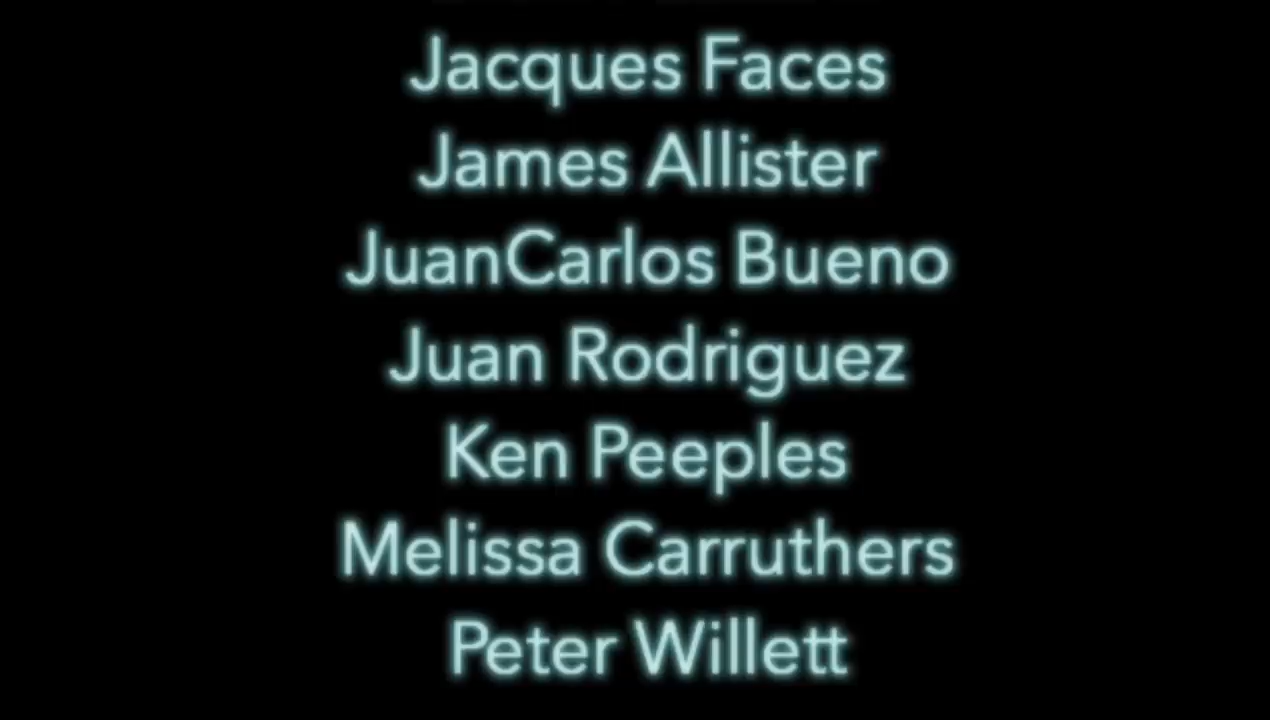 Jacques Faces
James Allister
JuanCarlos Bueno
Juan Rodriguez
Ken Peeples
Melissa Carruthers
Peter Willett